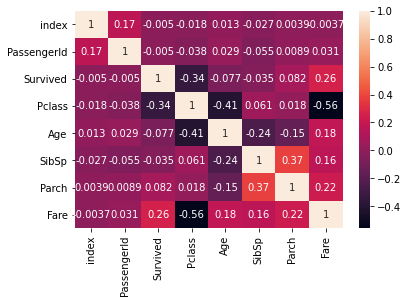 index 1 0.17 -0.005 -0.018 0.013 -0.027 0.0039 -0.0037 1.0
PassengerId 0.17 1 -0.005 -0.038 0.029 -0.055 0.0089 0.031 0.8
Survived -0.005 -0.005 1 -0.34 -0.077 -0.035 0.082 0.26 0.6
Pclass -0.018 -0.038 -0.34 1 -0.41 0.061 0.018 -0.56 0.4
Age 0.013 0.029 -0.077 -0.41 1 -0.24 -0.15 0.18 0.2
SibSp -0.027 -0.055 -0.035 0.061 -0.24 1 0.37 0.16 0.0
Parch 0.0039 0.0089 0.082 0.018 -0.15 0.37 1 0.22 -0.2
Fare -0.0037 0.031 0.26 -0.56 0.18 0.16 0.22 1 -0.4
index PassengerId Survived Pclass Age SibSp Parch Fare